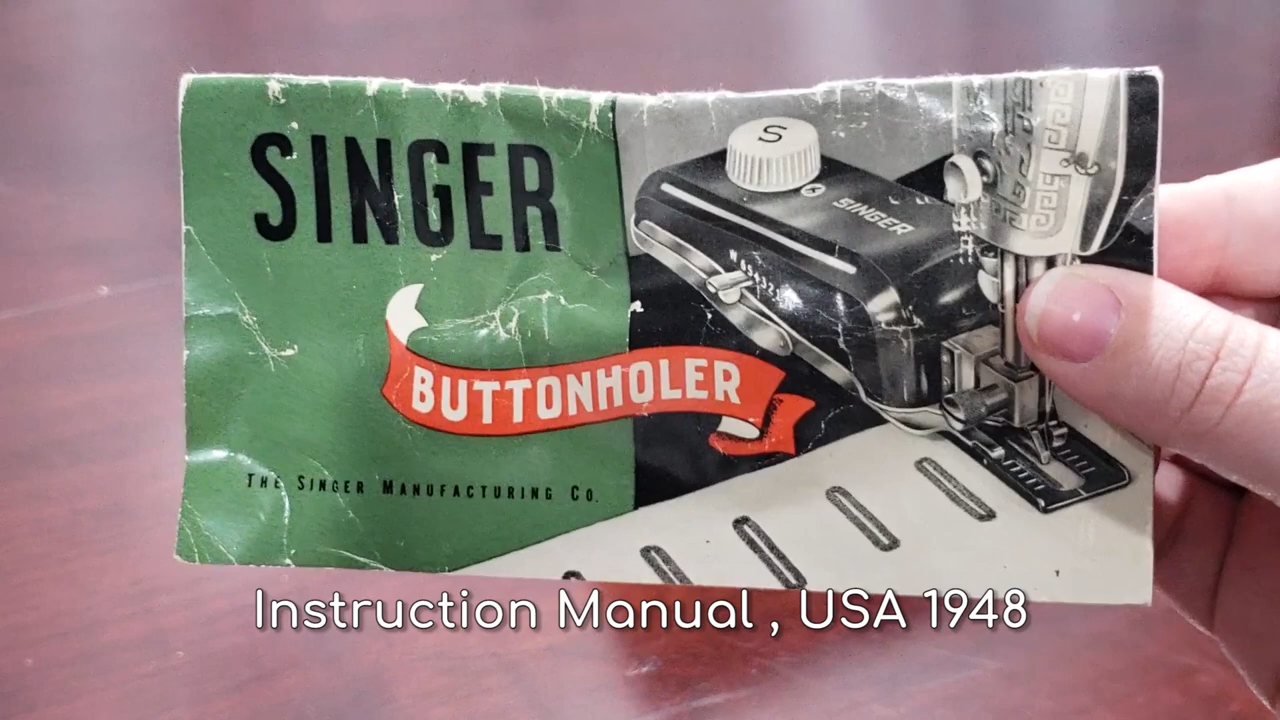 SINGER
BUTTONHOLER
THE SINGER MANUFACTURING CO.
S
SINGER
Instruction Manual , USA 1948